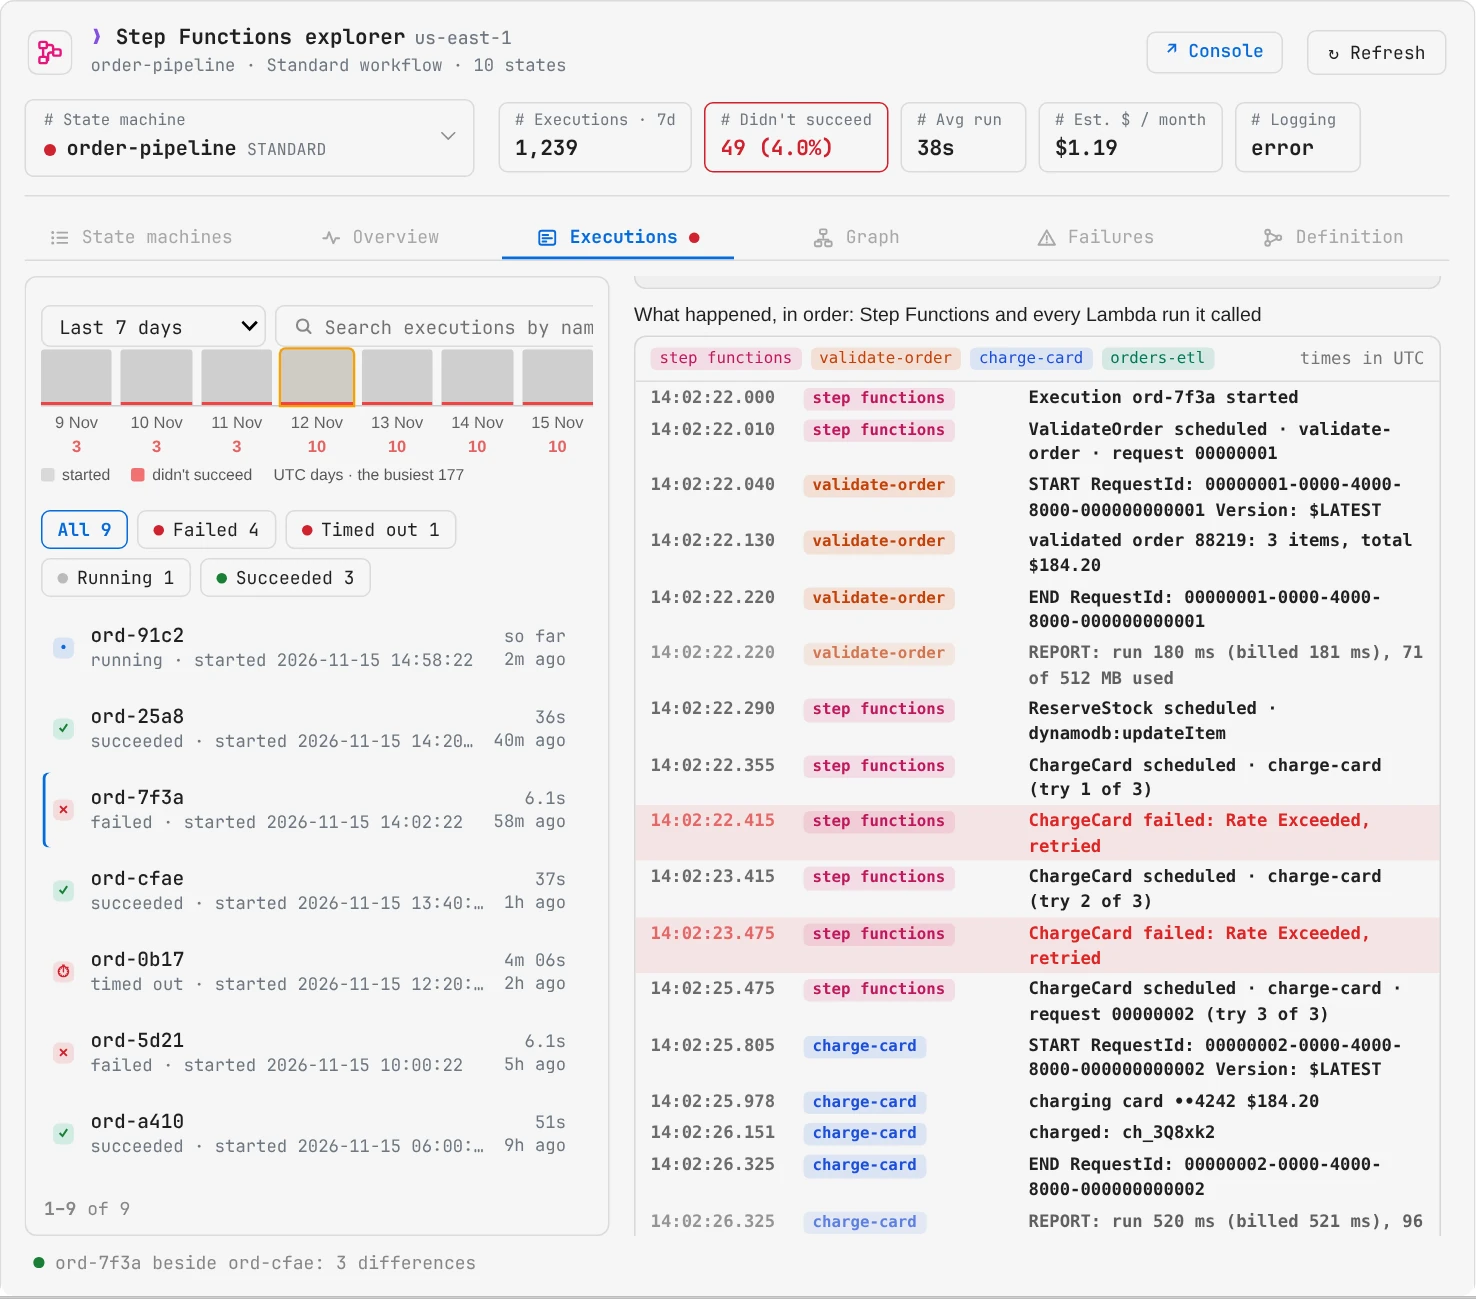 Step Functions explorer us-east-1
order-pipeline · Standard workflow · 10 states
↗ Console
↻ Refresh
# State machine
order-pipeline STANDARD
# Executions · 7d
1,239
# Didn't succeed
49 (4.0%)
# Avg run
38s
# Est. $ / month
$1.19
# Logging
error
State machines
Overview
Executions
Graph
Failures
Definition
Last 7 days
Search executions by nam
9 Nov 10 Nov 11 Nov 12 Nov 13 Nov 14 Nov 15 Nov
3 3 3 10 10 10 10
started didn't succeed UTC days · the busiest 177
All 9
Failed 4
Timed out 1
Running 1
Succeeded 3
ord-91c2 so far
running · started 2026-11-15 14:58:22 2m ago
ord-25a8 36s
succeeded · started 2026-11-15 14:20… 40m ago
ord-7f3a 6.1s
failed · started 2026-11-15 14:02:22 58m ago
ord-cfae 37s
succeeded · started 2026-11-15 13:40:… 1h ago
ord-0b17 4m 06s
timed out · started 2026-11-15 12:20:… 2h ago
ord-5d21 6.1s
failed · started 2026-11-15 10:00:22 5h ago
ord-a410 51s
succeeded · started 2026-11-15 06:00:… 9h ago
1–9 of 9
What happened, in order: Step Functions and every Lambda run it called
step functions validate-order charge-card orders-etl times in UTC
14:02:22.000 step functions Execution ord-7f3a started
14:02:22.010 step functions ValidateOrder scheduled · validate-
order · request 00000001
14:02:22.040 validate-order START RequestId: 00000001-0000-4000-
8000-000000000001 Version: $LATEST
14:02:22.130 validate-order validated order 88219: 3 items, total
$184.20
14:02:22.220 validate-order END RequestId: 00000001-0000-4000-
8000-000000000001
14:02:22.220 validate-order REPORT: run 180 ms (billed 181 ms), 71
of 512 MB used
14:02:22.290 step functions ReserveStock scheduled ·
dynamodb:updateItem
14:02:22.355 step functions ChargeCard scheduled · charge-card
(try 1 of 3)
14:02:22.415 step functions ChargeCard failed: Rate Exceeded,
retried
14:02:23.415 step functions ChargeCard scheduled · charge-card
(try 2 of 3)
14:02:23.475 step functions ChargeCard failed: Rate Exceeded,
retried
14:02:25.475 step functions ChargeCard scheduled · charge-card ·
request 00000002 (try 3 of 3)
14:02:25.805 charge-card START RequestId: 00000002-0000-4000-
8000-000000000002 Version: $LATEST
14:02:25.978 charge-card charging card ••4242 $184.20
14:02:26.151 charge-card charged: ch_3Q8xk2
14:02:26.325 charge-card END RequestId: 00000002-0000-4000-
8000-000000000002
14:02:26.325 charge-card REPORT: run 520 ms (billed 521 ms), 96
ord-7f3a beside ord-cfae: 3 differences